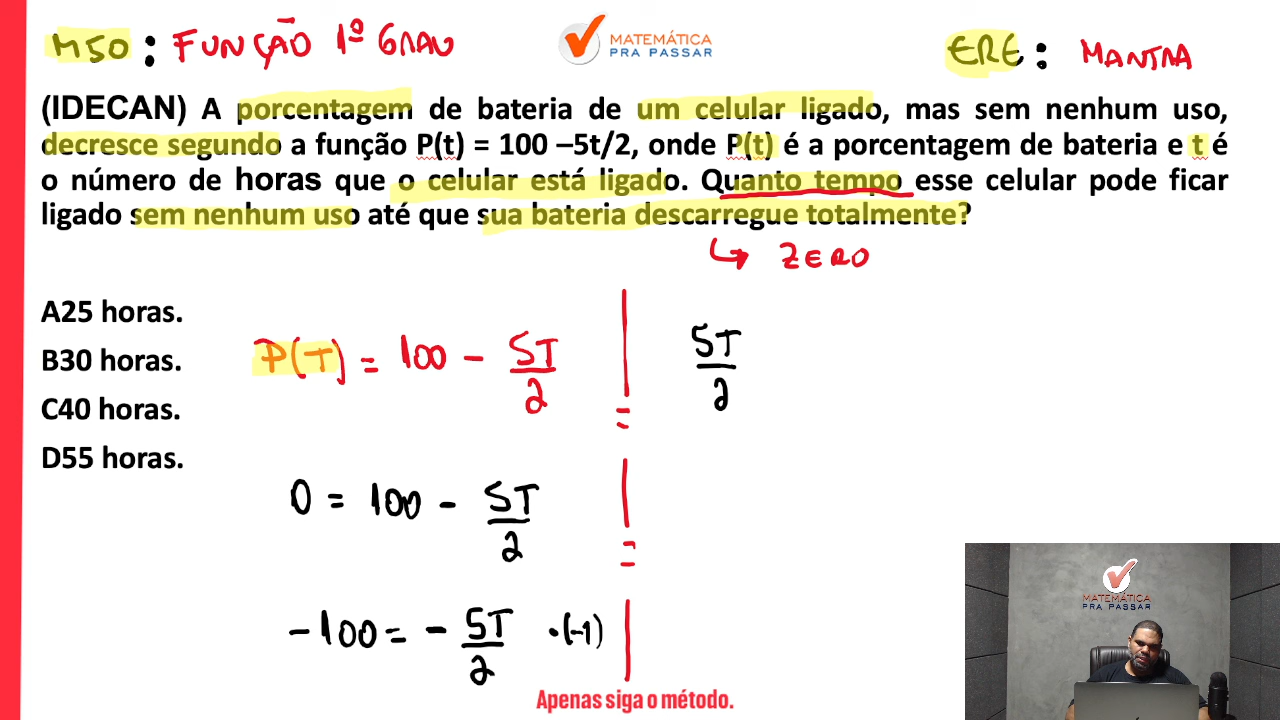 M50 : FUNÇÃO 1º GRAU
MATEMÁTICA
PRA PASSAR
ERE : MANTRA
(IDECAN) A porcentagem de bateria de um celular ligado, mas sem nenhum uso,
decresce segundo a função P(t) = 100 –5t/2, onde P(t) é a porcentagem de bateria e t é
o número de horas que o celular está ligado. Quanto tempo esse celular pode ficar
ligado sem nenhum uso até que sua bateria descarregue totalmente?
↳ ZERO
A25 horas.
B30 horas.
C40 horas.
D55 horas.
P(T) = 100 - 5T/2
= 5T/2
0 = 100 - 5T/2
=
-100 = - 5T/2 •(-1)
MATEMÁTICA
PRA PASSAR
Apenas siga o método.